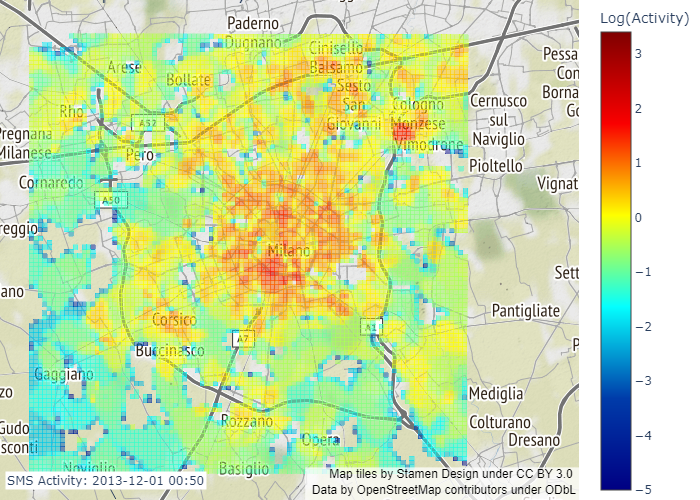 Log(Activity)
Paderno
Dugnano
Cinisello
Balsamo
Pessa
Arese
Con
Bollate
Sesto
Borna
San
Cologno
Cernusco
Rho
A52
Giovanni
Monzese
sul
Pregnana
Vimodrone
Naviglio
Milanese
Pero
Pioltello
Cornaredo
Vignat
A50
reggio
Milano
Sett
ano
Pantigliate
Corsico
A1
A7
Buccinasco
Gaggiano
zo
Mediglia
Rozzano
Colturano
Gudo
Opera
Dresano
sconti
Noviglio
Basiglio
3
2
1
0
−1
−2
−3
−4
−5
SMS Activity: 2013-12-01 00:50
Map tiles by Stamen Design under CC BY 3.0
Data by OpenStreetMap contributors under ODbL